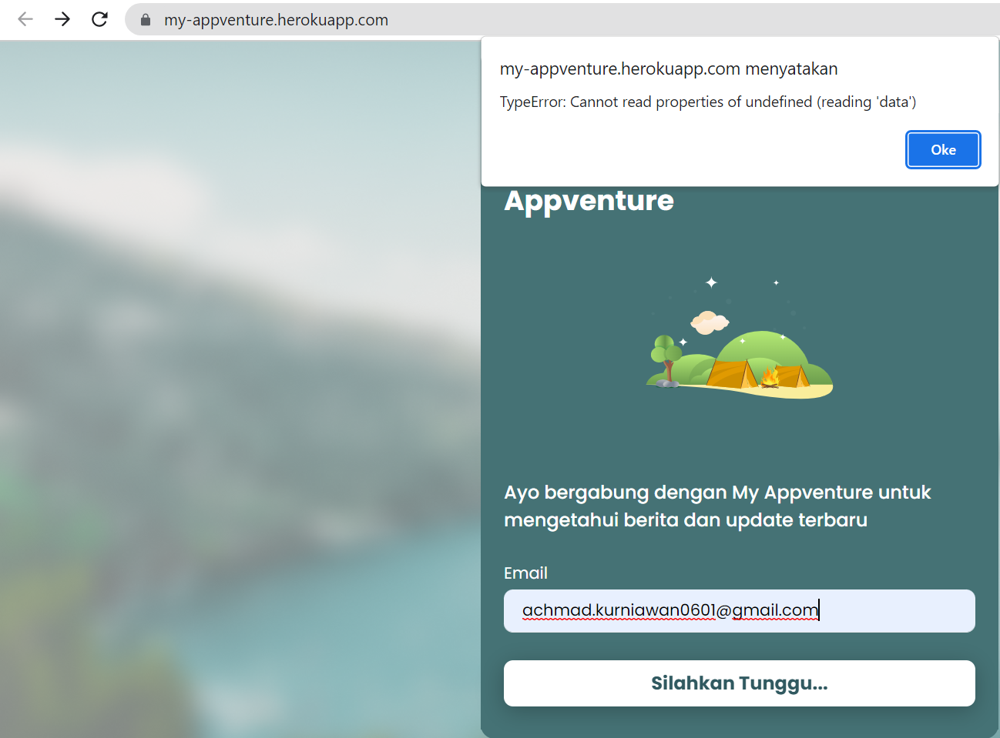 my-appventure.herokuapp.com
my-appventure.herokuapp.com menyatakan
TypeError: Cannot read properties of undefined (reading 'data')
Oke
Appventure
Ayo bergabung dengan My Appventure untuk
mengetahui berita dan update terbaru
Email
achmad.kurniawan0601@gmail.com
Silahkan Tunggu...